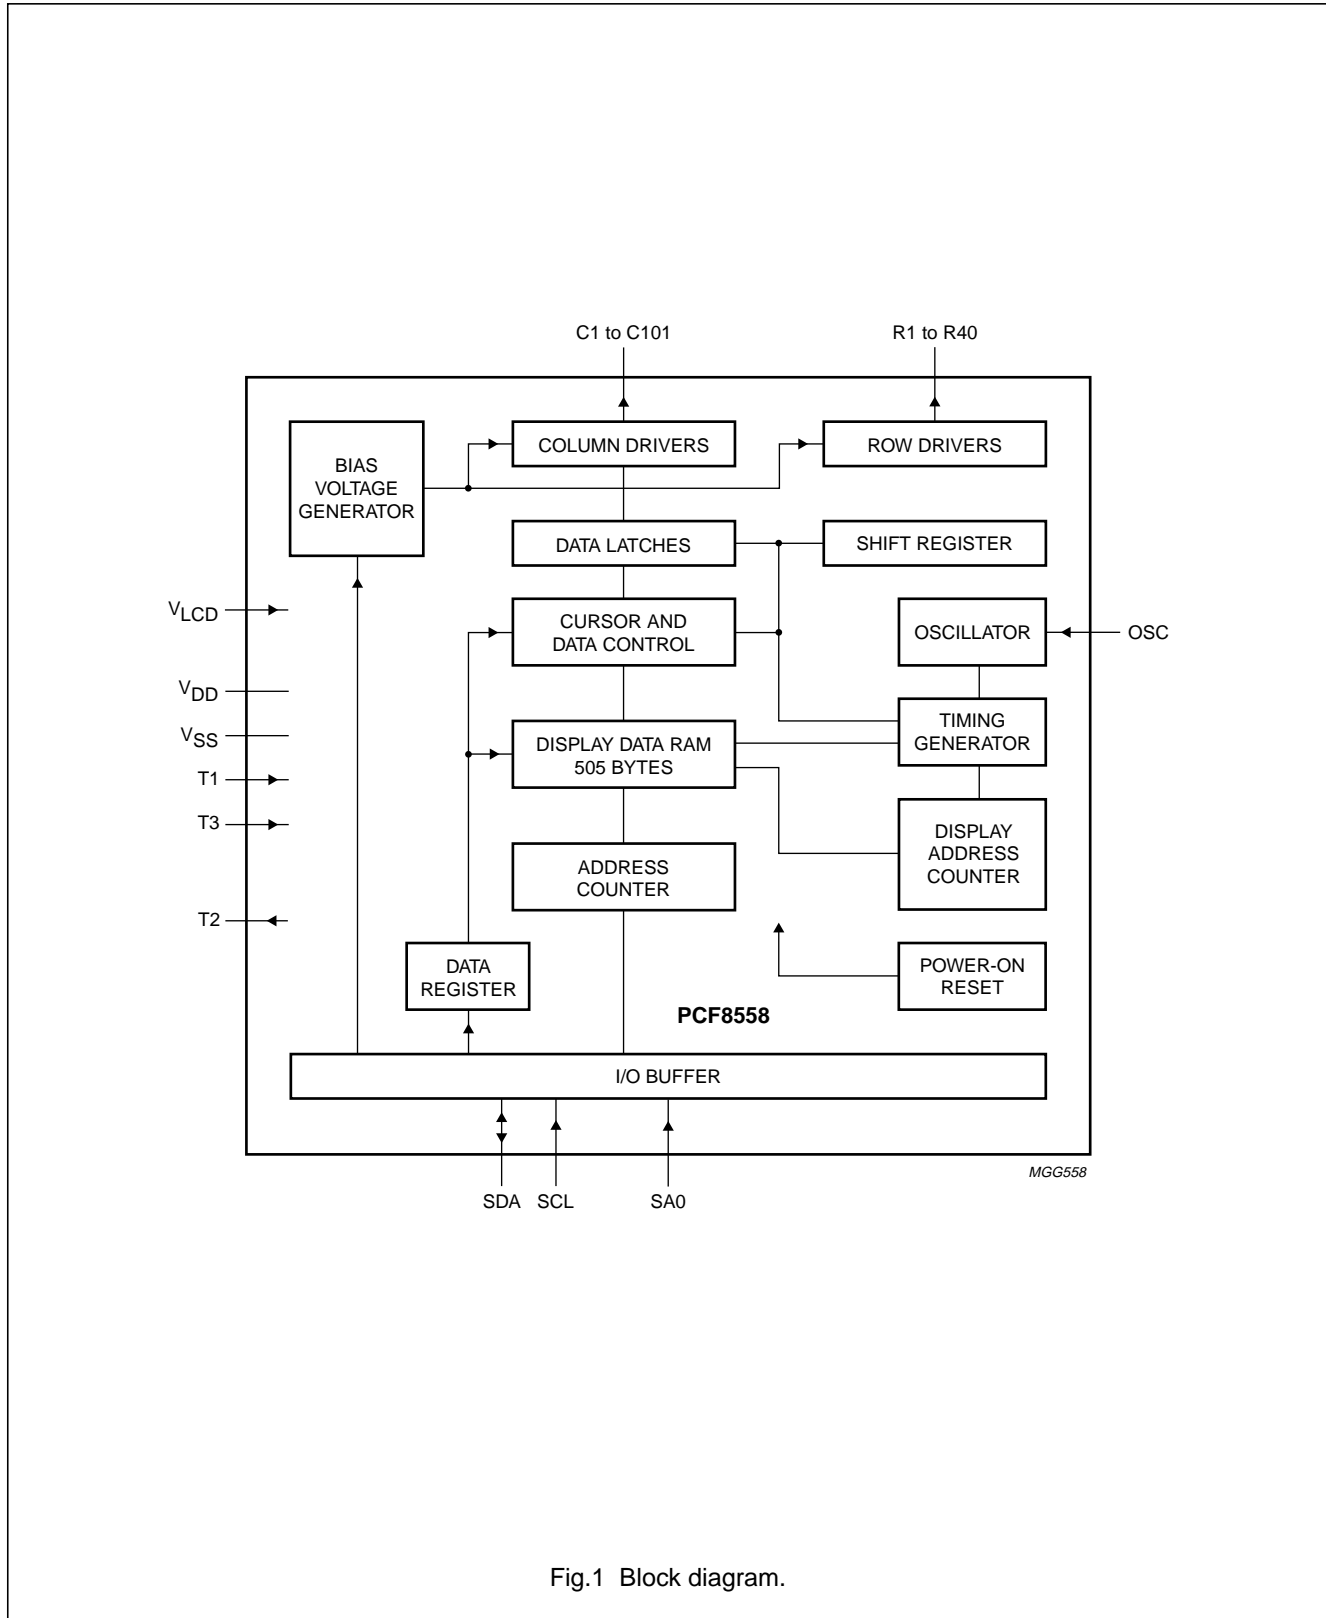 C1 to C101
R1 to R40
BIAS
VOLTAGE
GENERATOR
COLUMN DRIVERS
ROW DRIVERS
DATA LATCHES
SHIFT REGISTER
VLCD
CURSOR AND
DATA CONTROL
OSCILLATOR
OSC
VDD
VSS
T1
T3
T2
DISPLAY DATA RAM
505 BYTES
TIMING
GENERATOR
DISPLAY
ADDRESS
COUNTER
ADDRESS
COUNTER
DATA
REGISTER
POWER-ON
RESET
PCF8558
I/O BUFFER
SDA
SCL
SA0
MGG558
Fig.1 Block diagram.